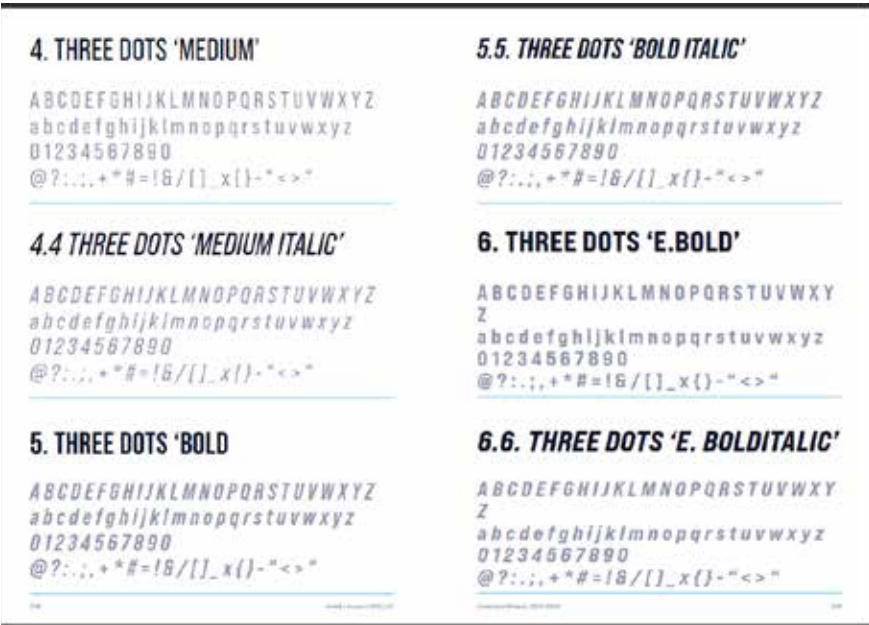 4. THREE DOTS ‘MEDIUM’
ABCDEFGHIJKLMNOPQRSTUVWXYZ
abcdefghijklmnopqrstuvwxyz
01234567890
@?:.;,+*#=!&/[]_x{}-"<>"
4.4 THREE DOTS ‘MEDIUM ITALIC’
ABCDEFGHIJKLMNOPQRSTUVWXYZ
abcdefghijklmnopqrstuvwxyz
01234567890
@?:.;,+*#=!&/[]_x{}-"<>"
5. THREE DOTS ‘BOLD
ABCDEFGHIJKLMNOPQRSTUVWXYZ
abcdefghijklmnopqrstuvwxyz
01234567890
@?:.;,+*#=!&/[]_x{}-"<>"
5.5. THREE DOTS ‘BOLD ITALIC’
ABCDEFGHIJKLMNOPQRSTUVWXYZ
abcdefghijklmnopqrstuvwxyz
01234567890
@?:.;,+*#=!&/[]_x{}-"<>"
6. THREE DOTS ‘E.BOLD’
ABCDEFGHIJKLMNOPQRSTUVWXY
Z
abcdefghijklmnopqrstuvwxyz
01234567890
@?:.;,+*#=!&/[]_x{}-"<>"
6.6. THREE DOTS ‘E. BOLDITALIC’
ABCDEFGHIJKLMNOPQRSTUVWXY
Z
abcdefghijklmnopqrstuvwxyz
01234567890
@?:.;,+*#=!&/[]_x{}-"<>"